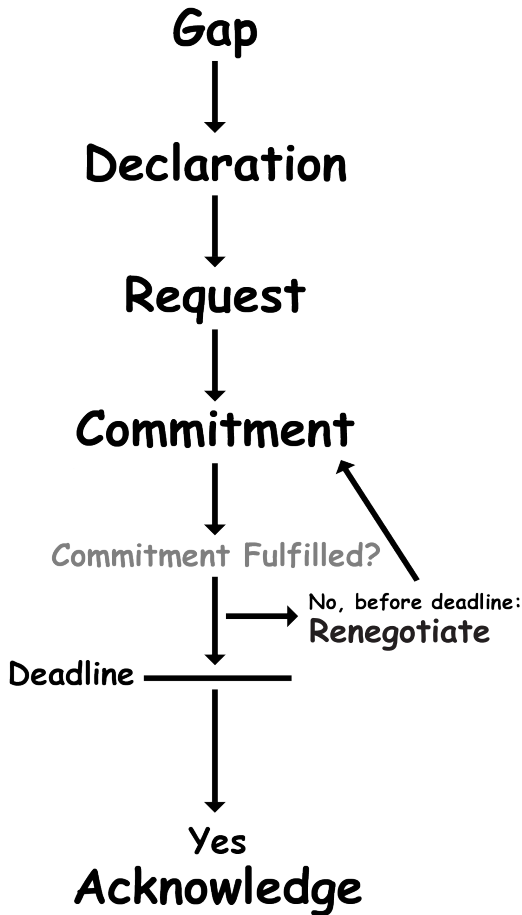 Gap
Declaration
Request
Commitment
Commitment Fulfilled?
No, before deadline:
Renegotiate
Deadline
Yes
Acknowledge